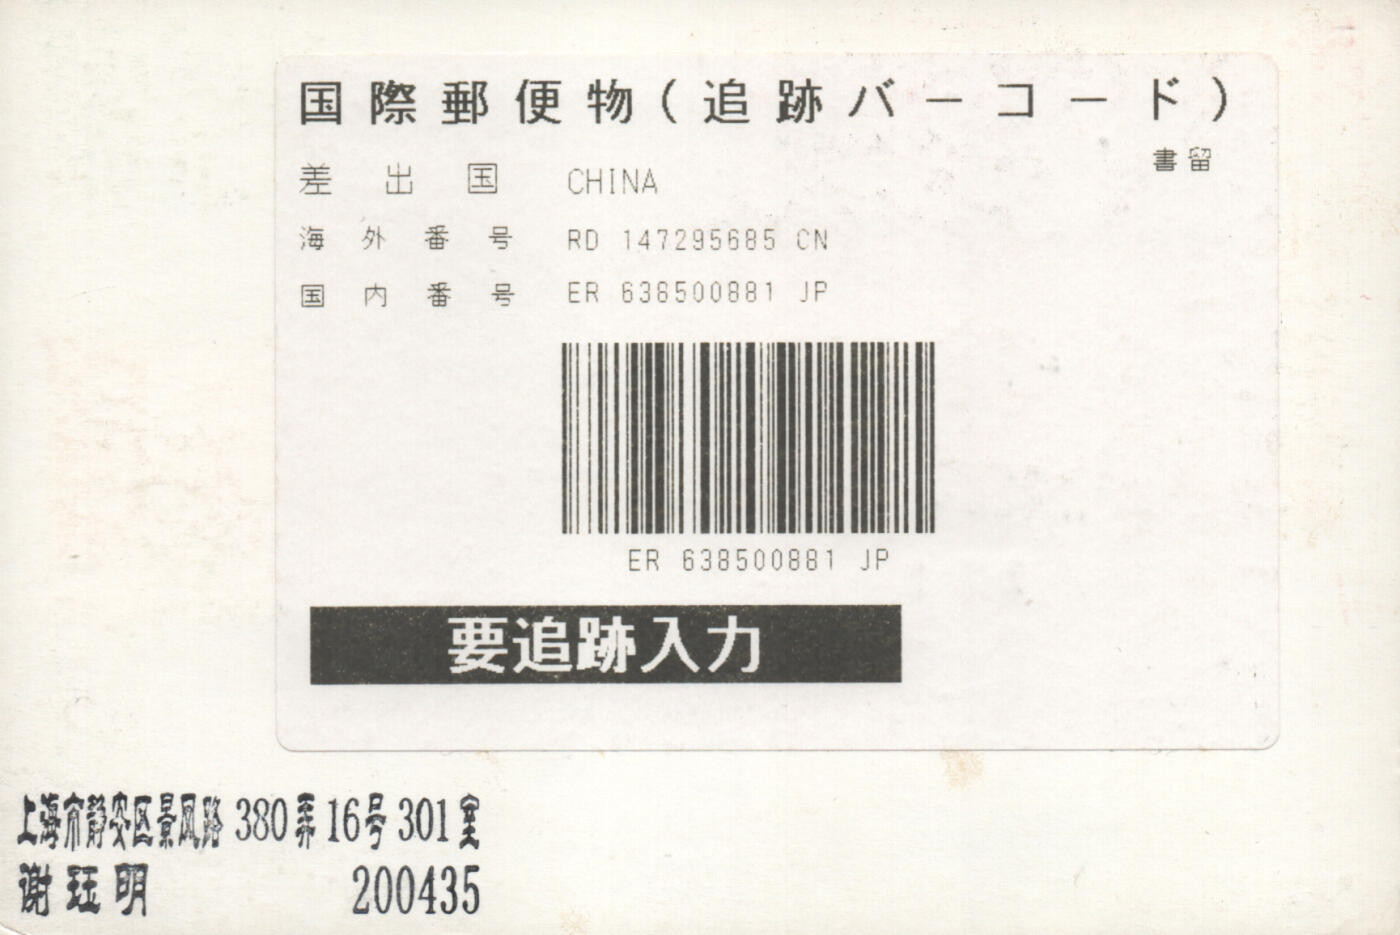 国際郵便物(追跡バーコード)
書留
差出国 CHINA
海外番号 RD 147295685 CN
国内番号 ER 638500881 JP
ER 638500881 JP
要追跡入力
上海市静安区景凤路380弄16号301室
谢珏明 200435